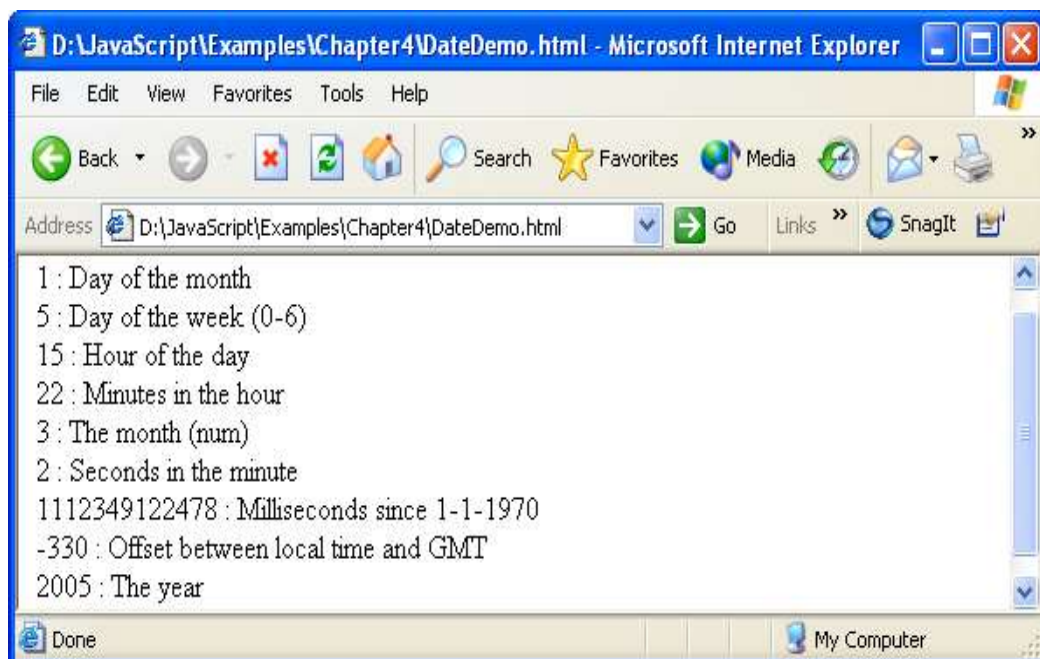 D:\JavaScript\Examples\Chapter4\DateDemo.html - Microsoft Internet Explorer
File Edit View Favorites Tools Help
Back Search Favorites Media »
Address D:\JavaScript\Examples\Chapter4\DateDemo.html Go Links » SnagIt
1 : Day of the month
5 : Day of the week (0-6)
15 : Hour of the day
22 : Minutes in the hour
3 : The month (num)
2 : Seconds in the minute
1112349122478 : Milliseconds since 1-1-1970
-330 : Offset between local time and GMT
2005 : The year
Done My Computer